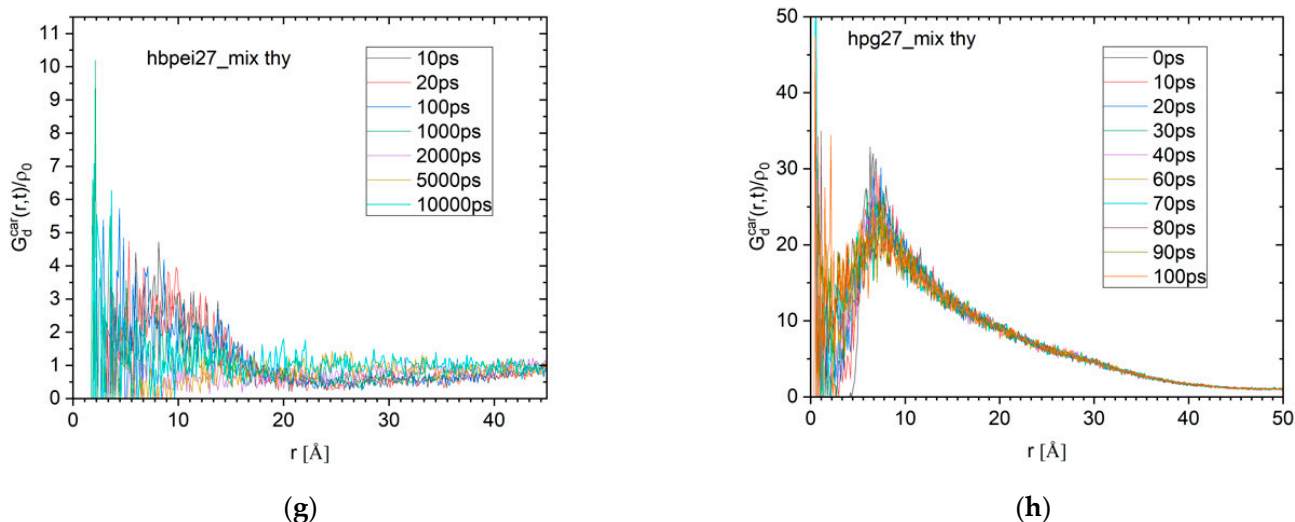 hbpei27_mix thy
10ps
20ps
100ps
1000ps
2000ps
5000ps
10000ps
11
10
9
8
7
6
5
4
3
2
1
0
0 10 20 30 40
G_d^car(r,t)/ρ_0
r [Å]
(g)
hpg27_mix thy
0ps
10ps
20ps
30ps
40ps
60ps
70ps
80ps
90ps
100ps
50
40
30
20
10
0
0 10 20 30 40 50
G_d^car(r,t)/ρ_0
r [Å]
(h)